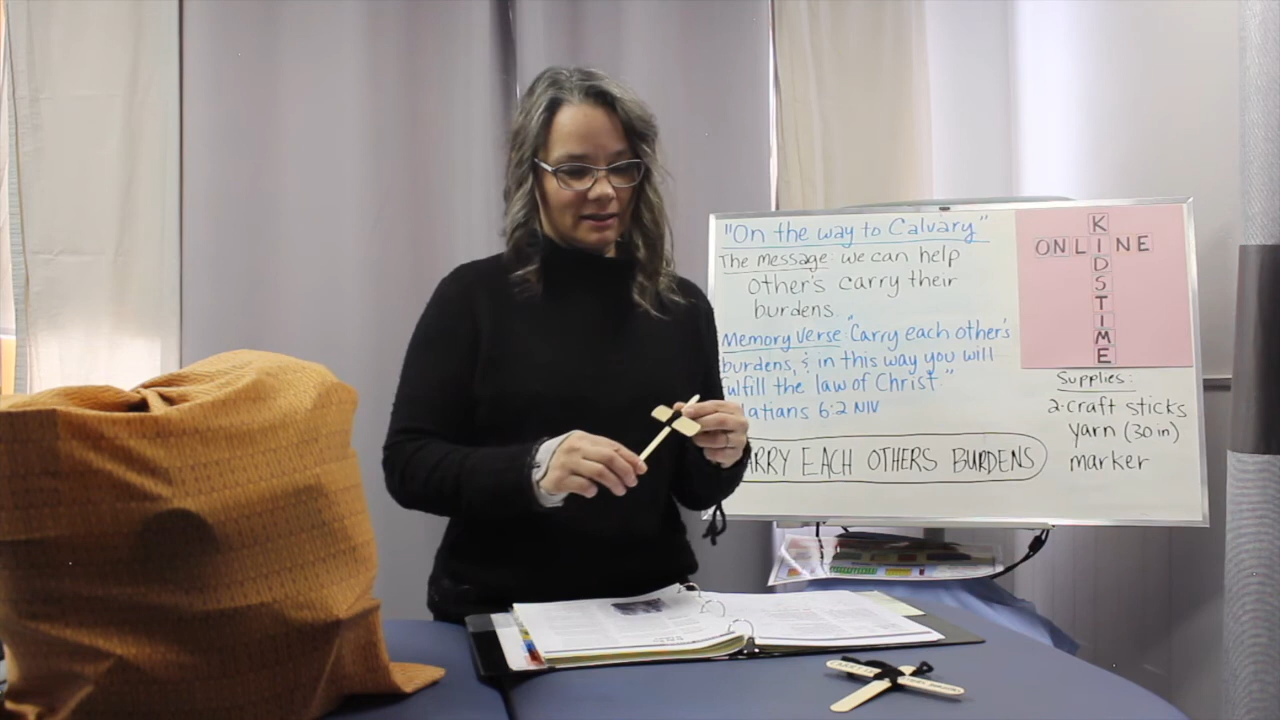 "On the way to Calvary"
The message: we can help
other's carry their
burdens
Memory Verse: "Carry each other's
burdens, & in this way you will
fulfill the law of Christ."
latians 6:2 NIV
ARRY EACH OTHERS BURDENS
KIDSTIME
ONLINE
Supplies:
2-craft sticks
yarn (30 in)
marker